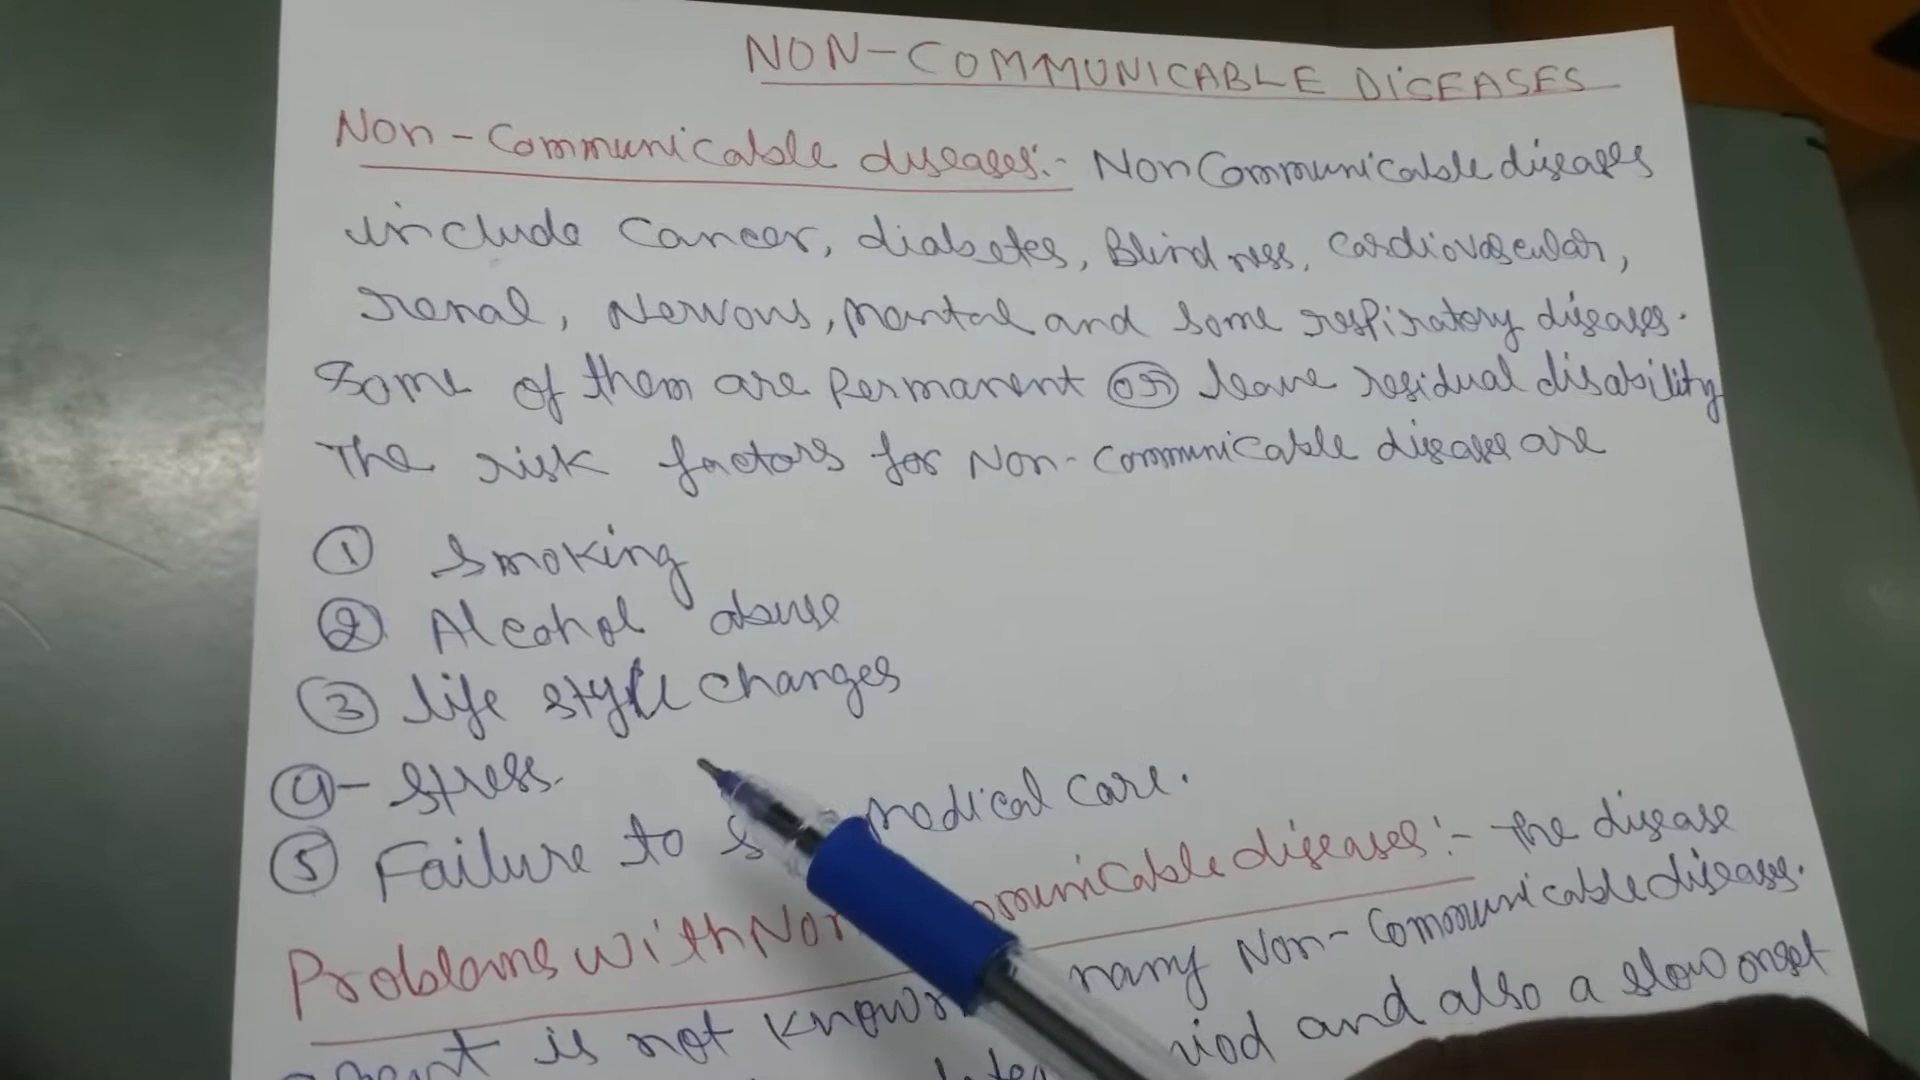 NON-COMMUNICABLE DISEASES
Non-Communicable diseases:- Non Communicable diseases
include Cancer, diabetes, Blindness, cardiovascular,
renal, Nervous, mental and some respiratory diseases.
Some of them are Permanent or leave residual disability
The risk factors for Non-communicable disease are
① Smoking
② Alcohol abuse
③ life style changes
④- stress.
⑤ Failure to medical care.
Problems with Non communicable diseases:- The disease
is not known many Non-Communicable diseases.
and also a slow onset